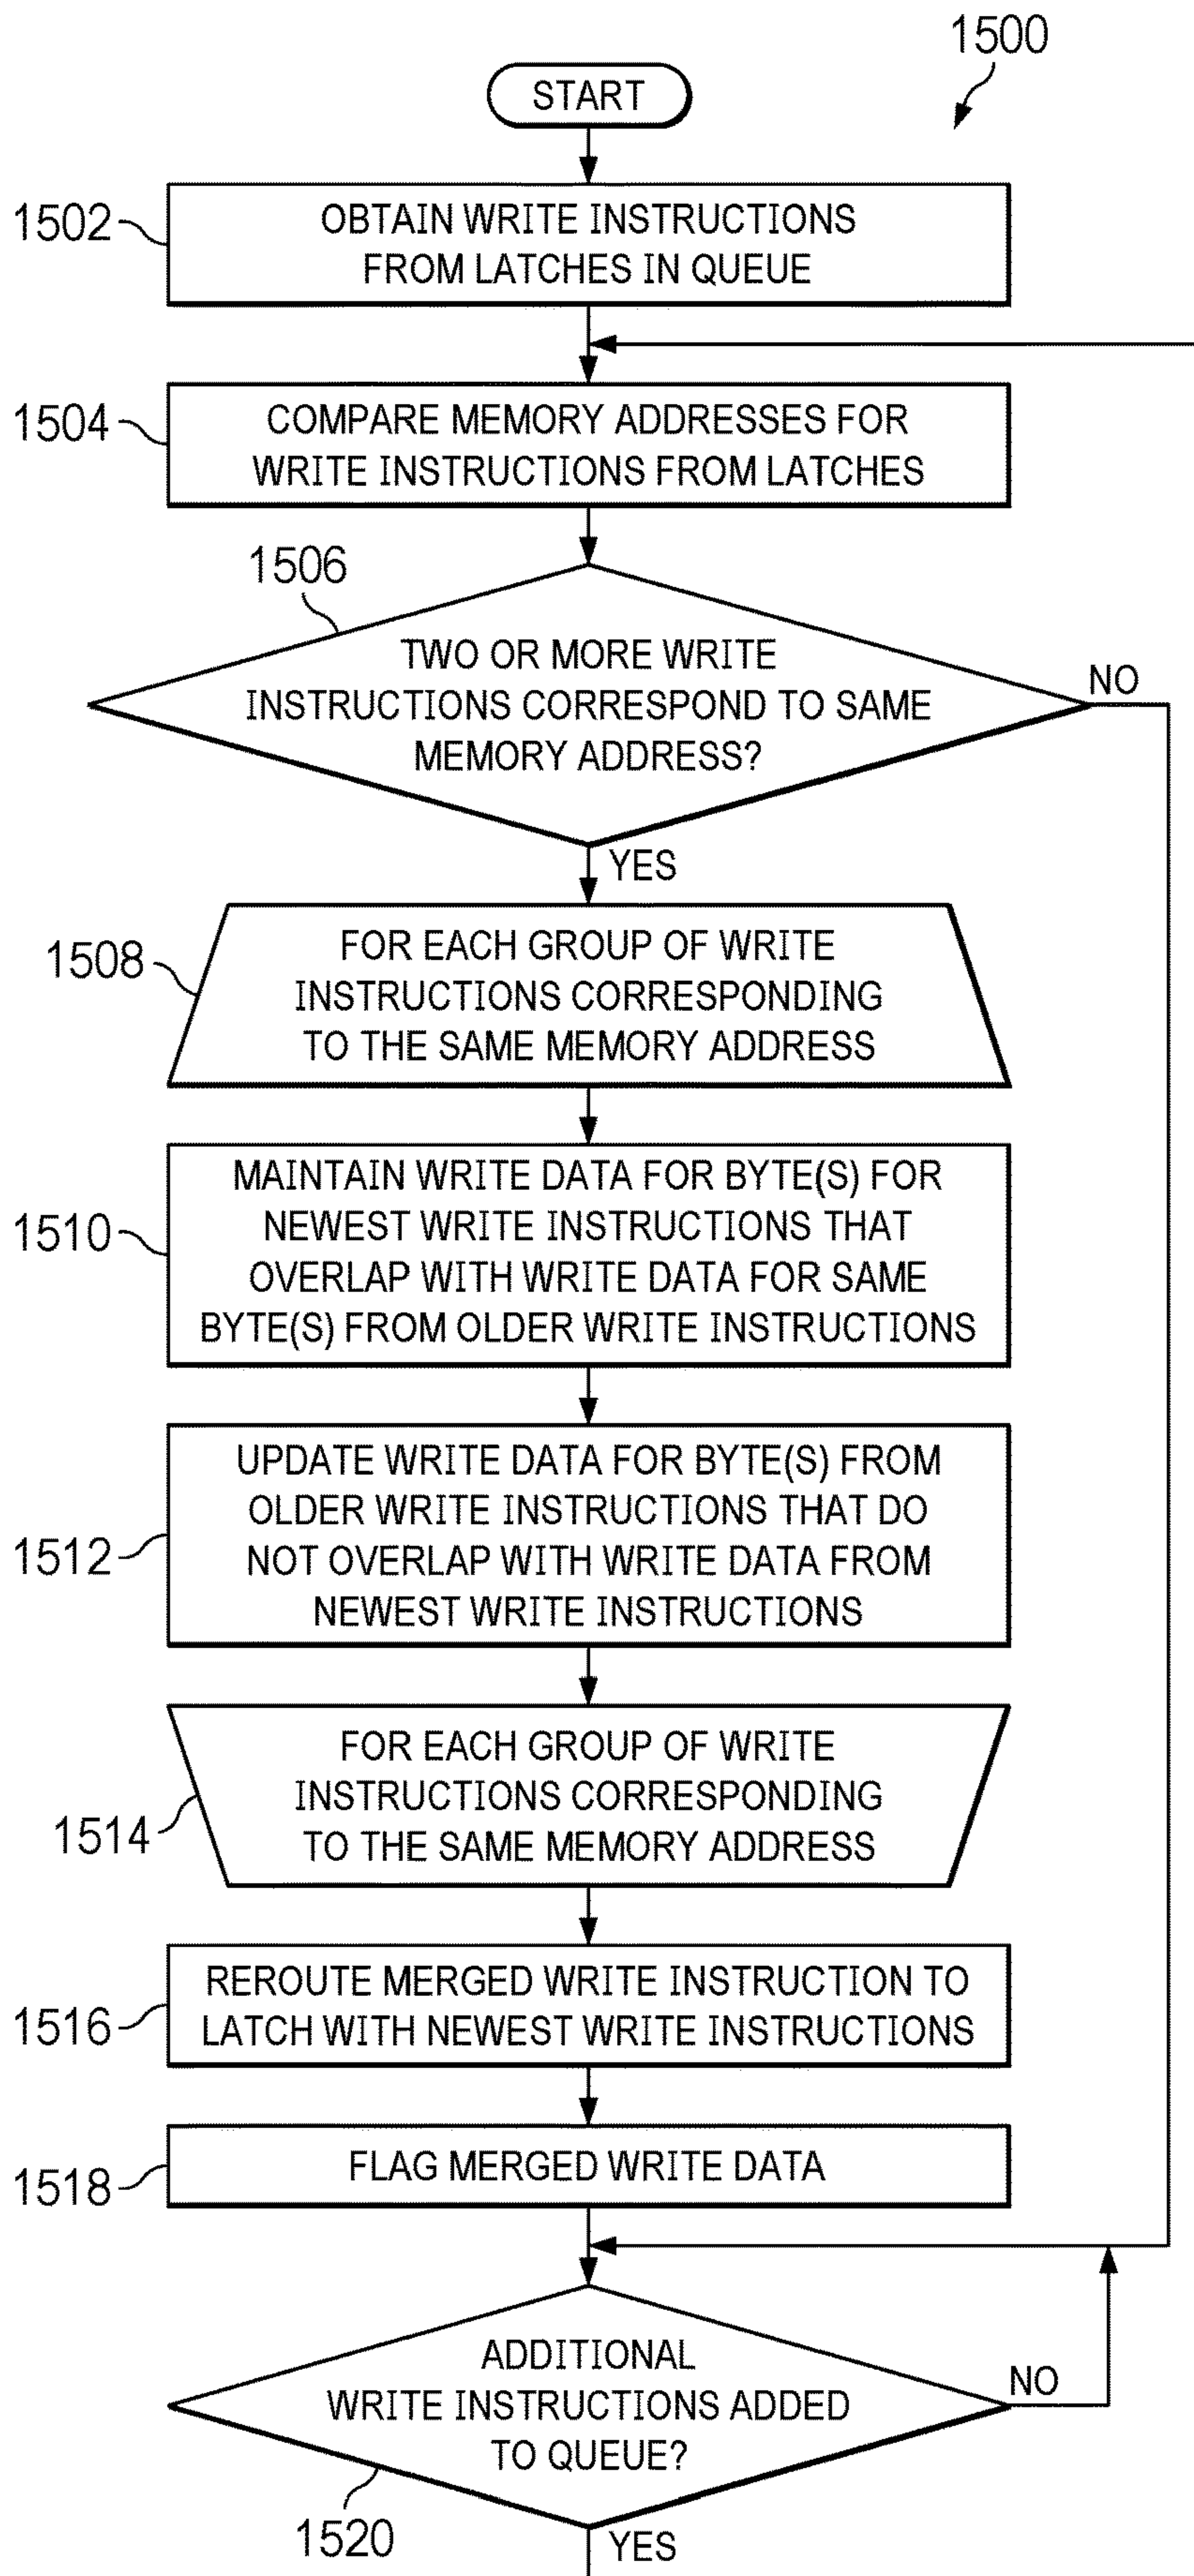 1500
START
1502
OBTAIN WRITE INSTRUCTIONS
FROM LATCHES IN QUEUE
1504
COMPARE MEMORY ADDRESSES FOR
WRITE INSTRUCTIONS FROM LATCHES
1506
TWO OR MORE WRITE
INSTRUCTIONS CORRESPOND TO SAME
MEMORY ADDRESS?
NO
YES
1508
FOR EACH GROUP OF WRITE
INSTRUCTIONS CORRESPONDING
TO THE SAME MEMORY ADDRESS
1510
MAINTAIN WRITE DATA FOR BYTE(S) FOR
NEWEST WRITE INSTRUCTIONS THAT
OVERLAP WITH WRITE DATA FOR SAME
BYTE(S) FROM OLDER WRITE INSTRUCTIONS
1512
UPDATE WRITE DATA FOR BYTE(S) FROM
OLDER WRITE INSTRUCTIONS THAT DO
NOT OVERLAP WITH WRITE DATA FROM
NEWEST WRITE INSTRUCTIONS
1514
FOR EACH GROUP OF WRITE
INSTRUCTIONS CORRESPONDING
TO THE SAME MEMORY ADDRESS
1516
REROUTE MERGED WRITE INSTRUCTION TO
LATCH WITH NEWEST WRITE INSTRUCTIONS
1518
FLAG MERGED WRITE DATA
ADDITIONAL
WRITE INSTRUCTIONS ADDED
TO QUEUE?
NO
1520
YES